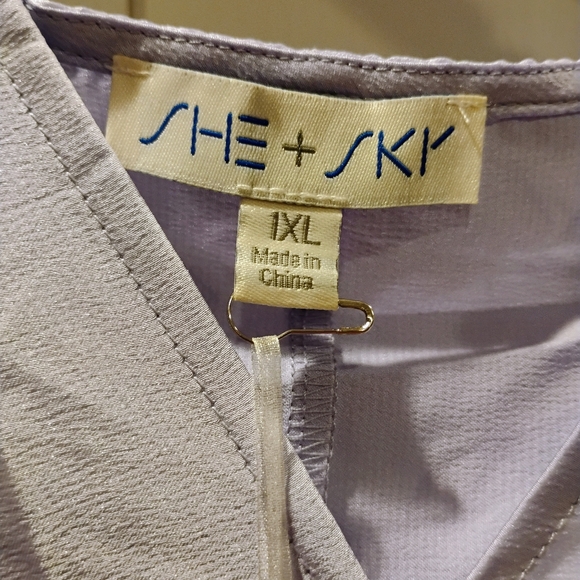 SHE + SKY
1XL
Made in
China